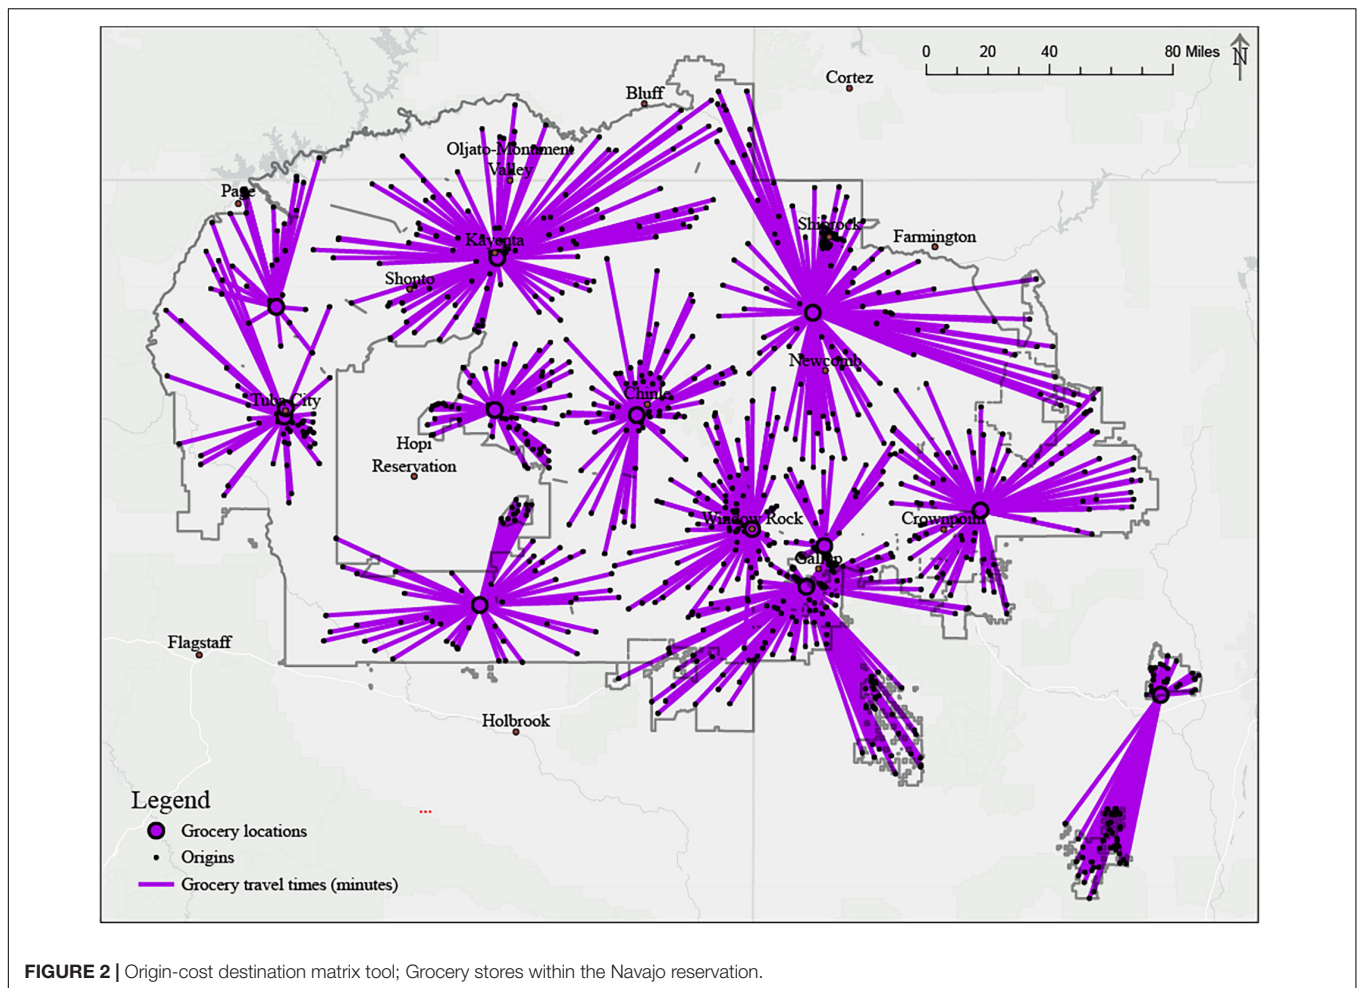 0 20 40 80 Miles
N
Cortez
Bluff
Oljato-Monument
Valley
Page
Shiprock
Farmington
Kayenta
Shonto
Newcomb
Chinle
Tuba City
Hopi
Reservation
Window Rock
Crownpoint
Gallup
Flagstaff
Holbrook
Legend
Grocery locations
Origins
Grocery travel times (minutes)
FIGURE 2 | Origin-cost destination matrix tool; Grocery stores within the Navajo reservation.